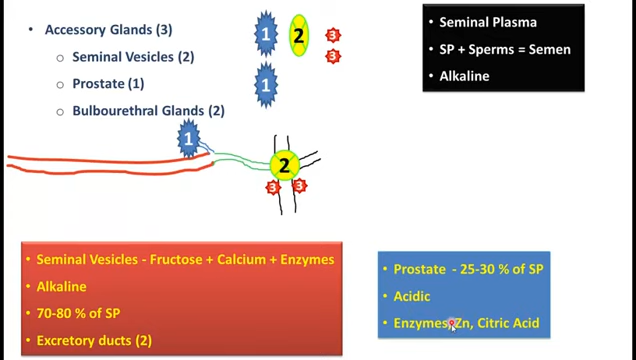 • Accessory Glands (3)
o Seminal Vesicles (2)
o Prostate (1)
o Bulbourethral Glands (2)
1
2
3
3
1
• Seminal Plasma
• SP + Sperms = Semen
• Alkaline
1
2
3
3
• Seminal Vesicles - Fructose + Calcium + Enzymes
• Alkaline
• 70-80 % of SP
• Excretory ducts (2)
• Prostate - 25-30 % of SP
• Acidic
• Enzymes, Zn, Citric Acid